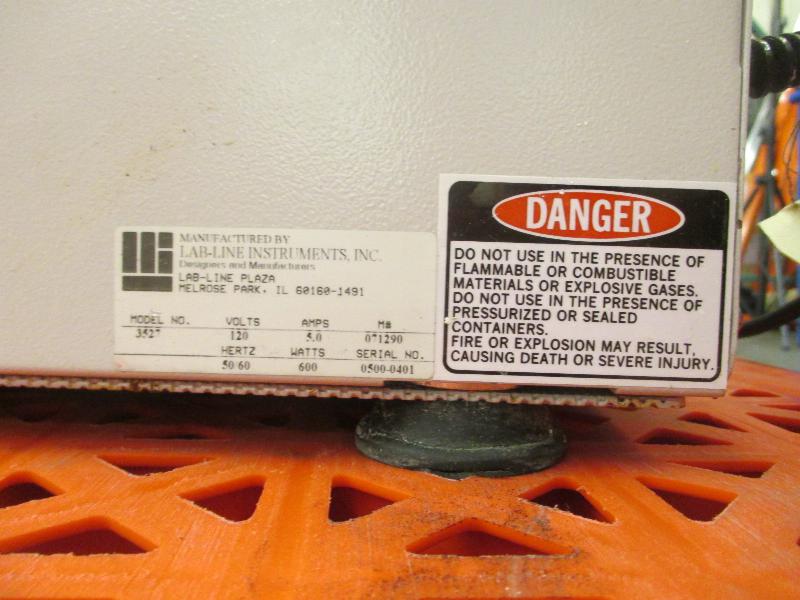 MANUFACTURED BY
LAB-LINE INSTRUMENTS, INC.
Designers and Manufacturers
LAB-LINE PLAZA
MELROSE PARK, IL 60160-1491
MODEL NO. VOLTS AMPS M#
3527 120 5.0 071290
HERTZ WATTS SERIAL NO.
50/60 600 0500-0401
DANGER
DO NOT USE IN THE PRESENCE OF
FLAMMABLE OR COMBUSTIBLE
MATERIALS OR EXPLOSIVE GASES.
DO NOT USE IN THE PRESENCE OF
PRESSURIZED OR SEALED
CONTAINERS.
FIRE OR EXPLOSION MAY RESULT,
CAUSING DEATH OR SEVERE INJURY.